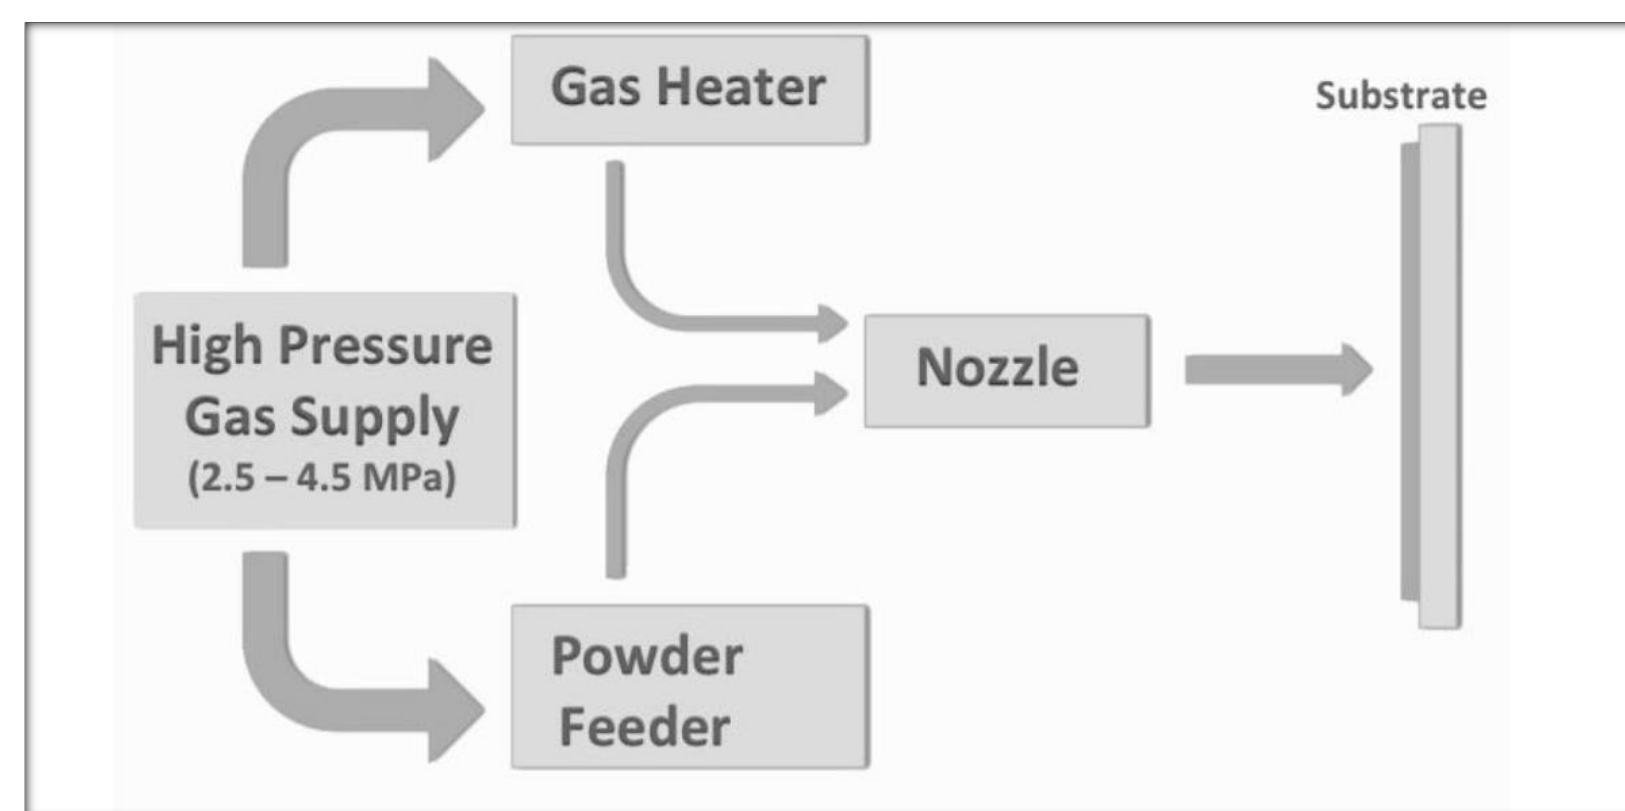 Gas Heater
Substrate
High Pressure
Gas Supply
(2.5 – 4.5 MPa)
Nozzle
Powder
Feeder